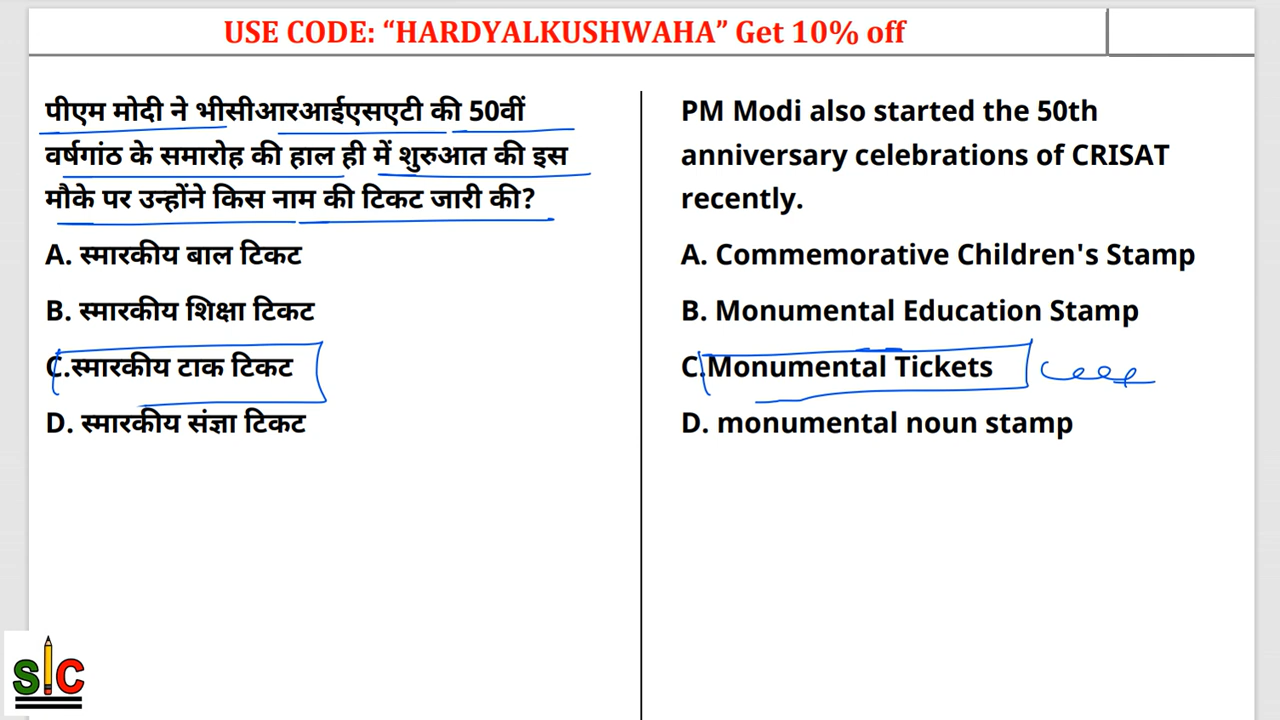 USE CODE: “HARDYALKUSHWAHA” Get 10% off
पीएम मोदी ने भीसीआरआईएसएटी की 50वीं
वर्षगांठ के समारोह की हाल ही में शुरुआत की इस
मौके पर उन्होंने किस नाम की टिकट जारी की?
A. स्मारकीय बाल टिकट
B. स्मारकीय शिक्षा टिकट
C.स्मारकीय टाक टिकट
D. स्मारकीय संज्ञा टिकट
PM Modi also started the 50th
anniversary celebrations of CRISAT
recently.
A. Commemorative Children's Stamp
B. Monumental Education Stamp
C.Monumental Tickets
D. monumental noun stamp
SIC